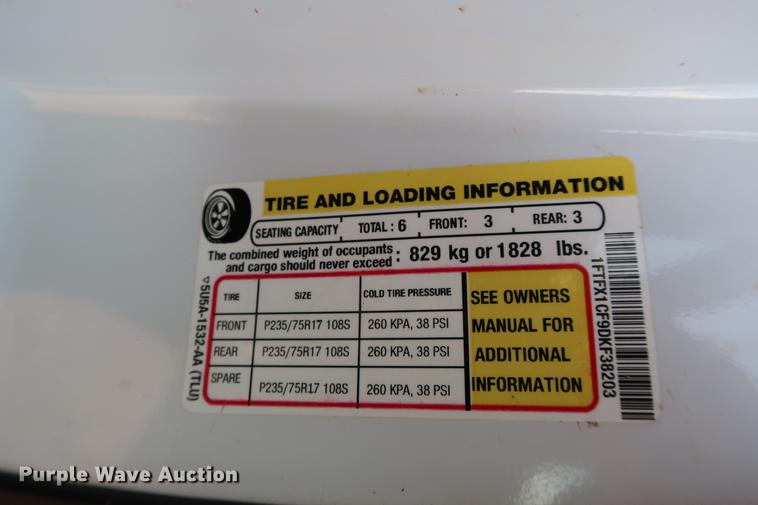 TIRE AND LOADING INFORMATION
SEATING CAPACITY TOTAL : 6 FRONT: 3 REAR: 3
The combined weight of occupants
and cargo should never exceed : 829 kg or 1828 lbs.
TIRE SIZE COLD TIRE PRESSURE
FRONT P235/75R17 108S 260 KPA, 38 PSI
REAR P235/75R17 108S 260 KPA, 38 PSI
SPARE P235/75R17 108S 260 KPA, 38 PSI
SEE OWNERS
MANUAL FOR
ADDITIONAL
INFORMATION
5U5A-1532-AA (TLU)
1FTFX1CF9DKF38203
Purple Wave Auction